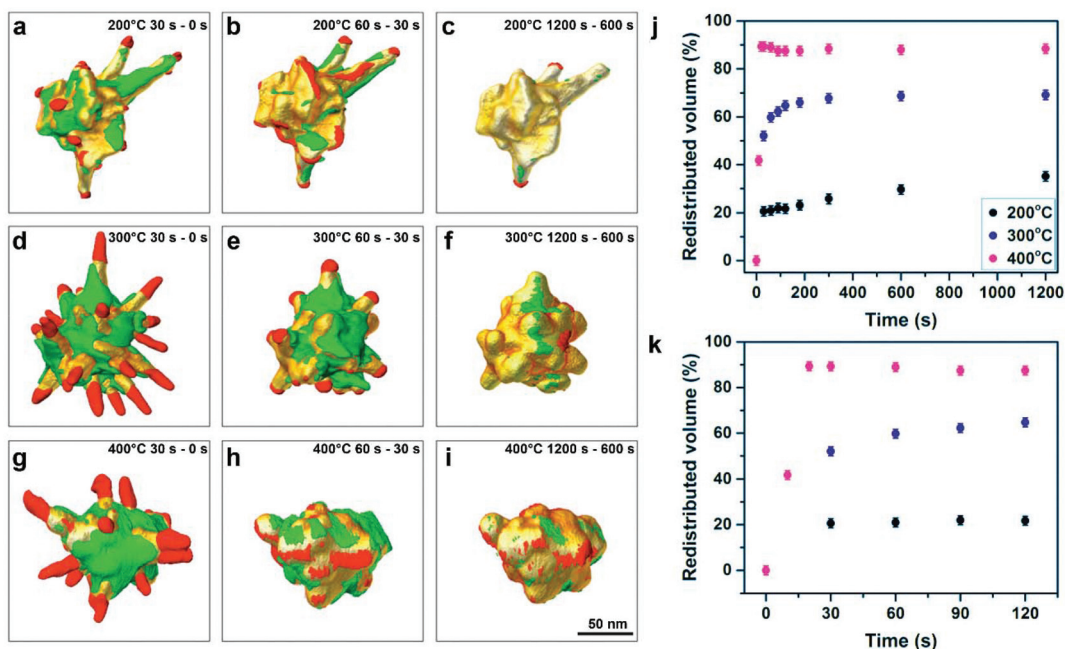 a 200°C 30 s - 0 s
b 200°C 60 s - 30 s
c 200°C 1200 s - 600 s
d 300°C 30 s - 0 s
e 300°C 60 s - 30 s
f 300°C 1200 s - 600 s
g 400°C 30 s - 0 s
h 400°C 60 s - 30 s
i 400°C 1200 s - 600 s
50 nm
j
Redistributed volume (%)
100
80
60
40
20
0
200°C
300°C
400°C
0 200 400 600 800 1000 1200
Time (s)
k
Redistributed volume (%)
100
80
60
40
20
0
0 30 60 90 120
Time (s)